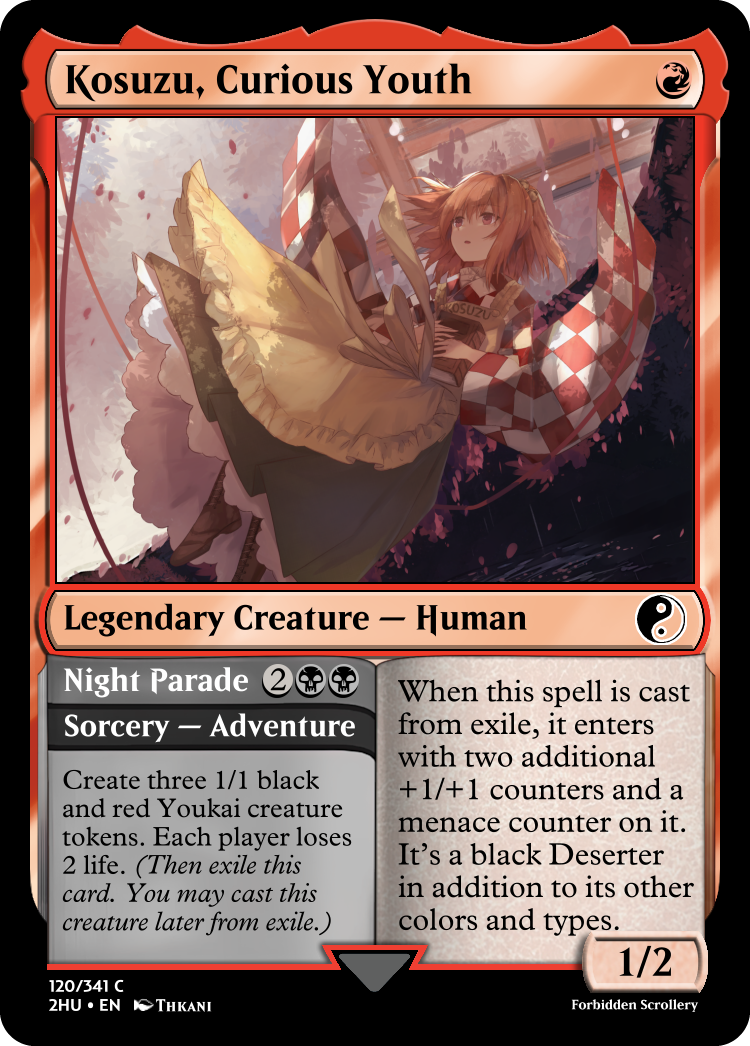 Kosuzu, Curious Youth
KOSUZU
Legendary Creature — Human
Night Parade 2
Sorcery — Adventure
Create three 1/1 black
and red Youkai creature
tokens. Each player loses
2 life. (Then exile this
card. You may cast this
creature later from exile.)
When this spell is cast
from exile, it enters
with two additional
+1/+1 counters and a
menace counter on it.
It’s a black Deserter
in addition to its other
colors and types.
1/2
120/341 C
2HU • EN Thkani
Forbidden Scrollery